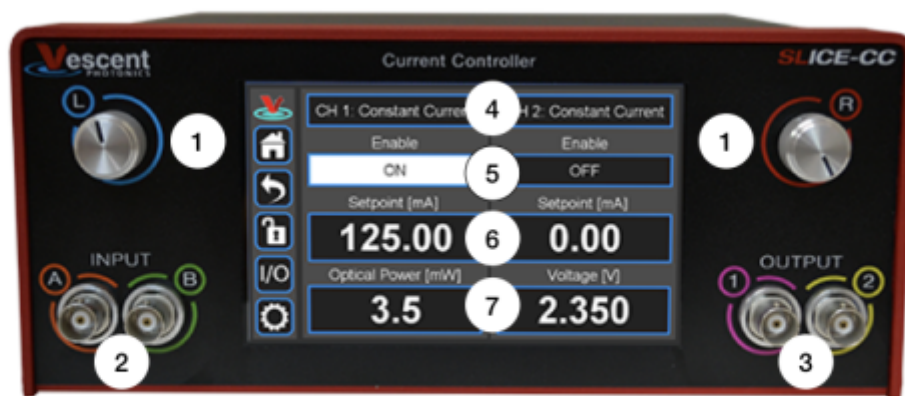 Vescent
PHOTONICS
Current Controller
SLICE-CC
L
R
1
1
4
CH 1: Constant Curren
H 2: Constant Current
Enable
Enable
ON
5
OFF
Setpoint [mA]
Setpoint [mA]
125.00
6
0.00
I/O
Optical Power [mW]
Voltage [V]
3.5
7
2.350
INPUT
A
B
2
OUTPUT
1
2
3